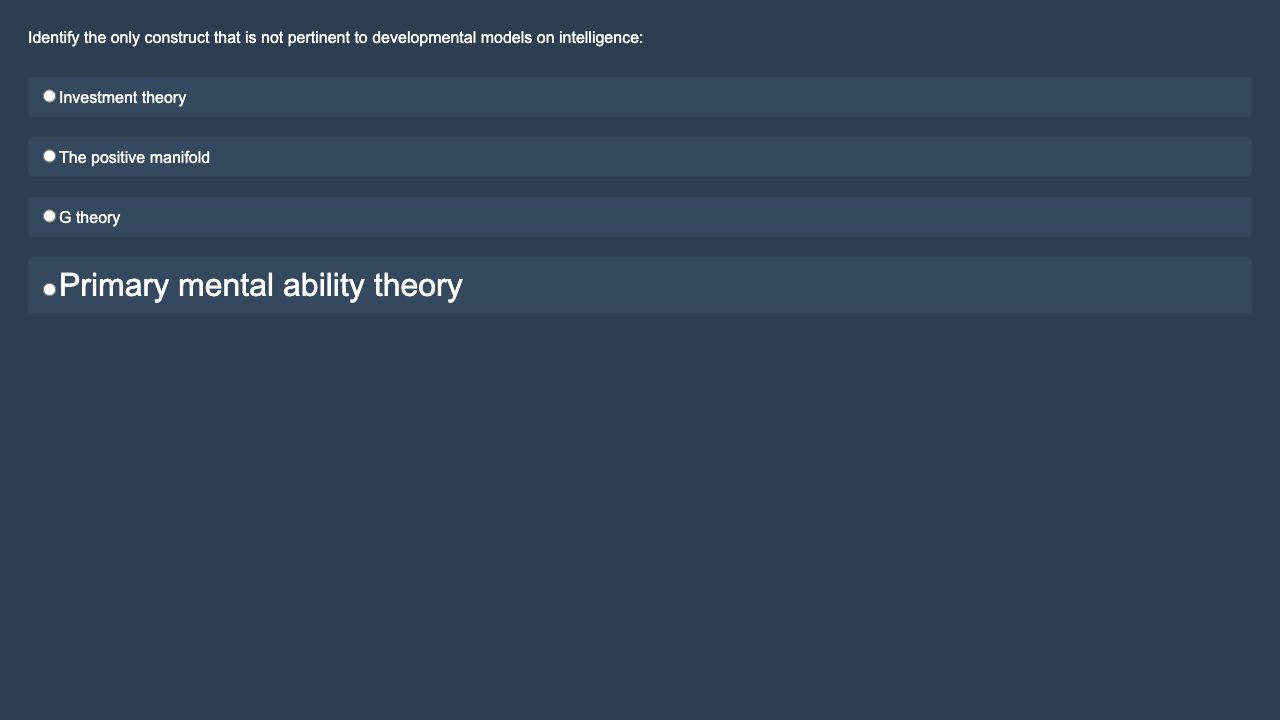 Identify the only construct that is not pertinent to developmental models on intelligence:
Investment theory
The positive manifold
G theory
Primary mental ability theory